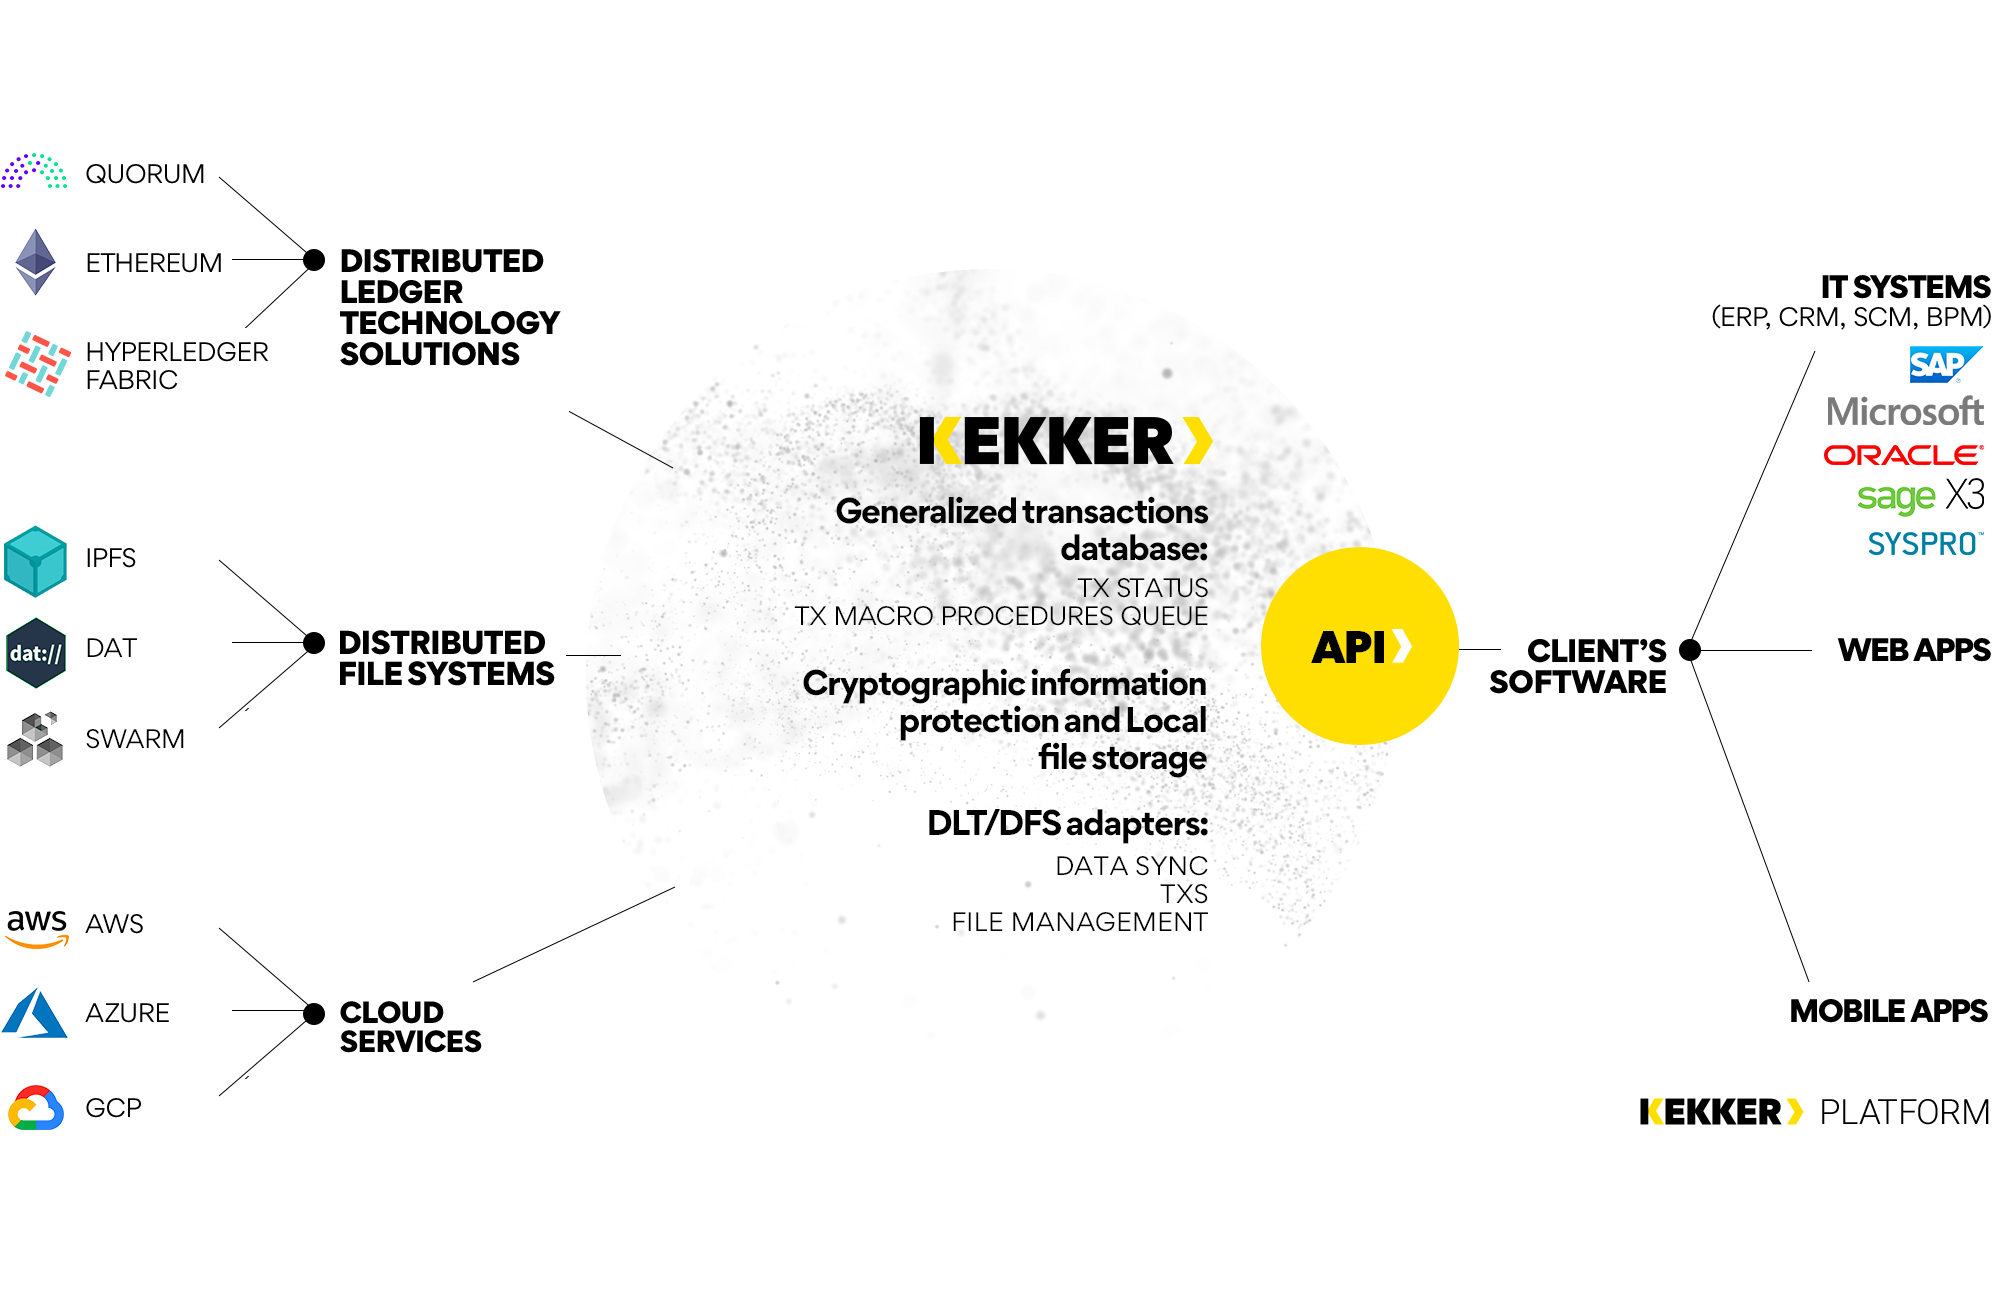 QUORUM
ETHEREUM
HYPERLEDGER
FABRIC
DISTRIBUTED
LEDGER
TECHNOLOGY
SOLUTIONS
IPFS
dat://
DAT
SWARM
DISTRIBUTED
FILE SYSTEMS
aws
AWS
AZURE
GCP
CLOUD
SERVICES
KEKKER
Generalized transactions
database:
TX STATUS
TX MACRO PROCEDURES QUEUE
Cryptographic information
protection and Local
file storage
DLT/DFS adapters:
DATA SYNC
TXS
FILE MANAGEMENT
API
CLIENT’S
SOFTWARE
IT SYSTEMS
(ERP, CRM, SCM, BPM)
SAP®
Microsoft
ORACLE®
sage X3
SYSPRO™
WEB APPS
MOBILE APPS
KEKKER PLATFORM